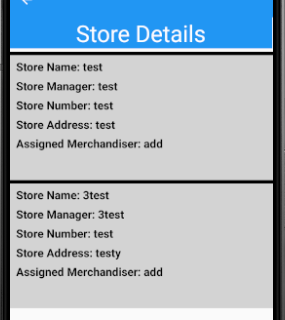 Store Details
Store Name: test
Store Manager: test
Store Number: test
Store Address: test
Assigned Merchandiser: add
Store Name: 3test
Store Manager: 3test
Store Number: test
Store Address: testy
Assigned Merchandiser: add